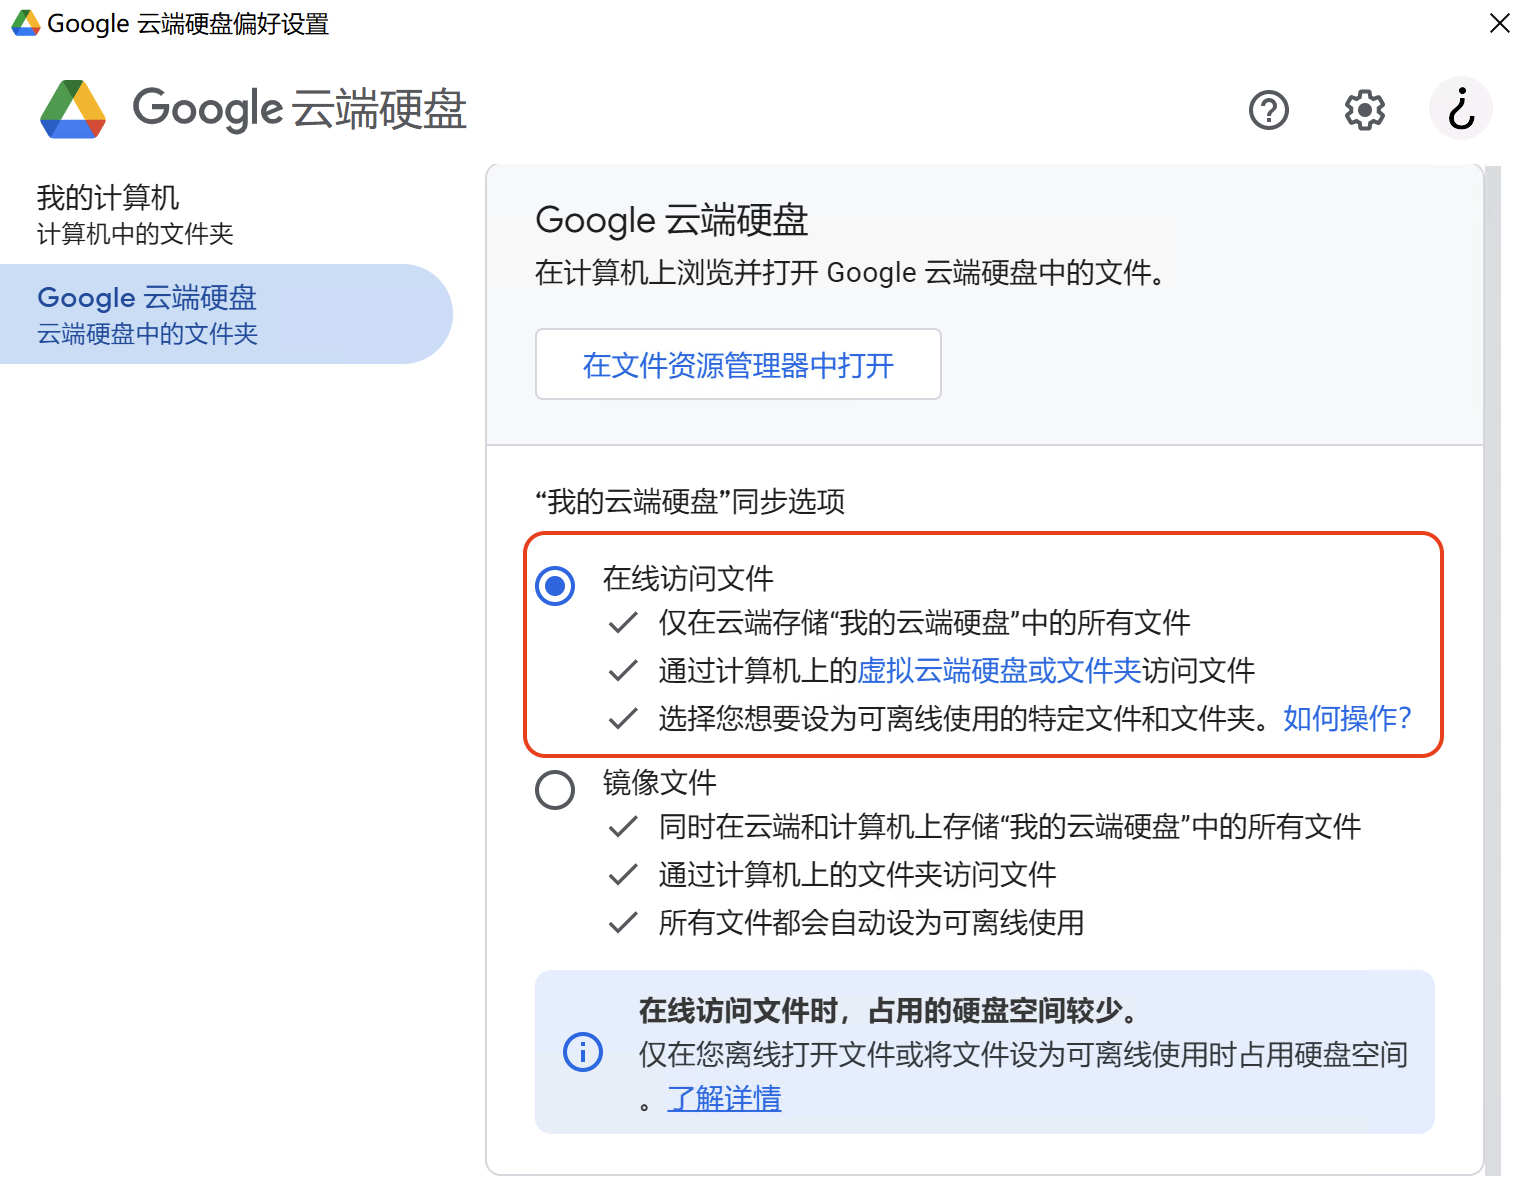 Google 云端硬盘偏好设置
Google 云端硬盘
我的计算机
计算机中的文件夹
Google 云端硬盘
云端硬盘中的文件夹
Google 云端硬盘
在计算机上浏览并打开 Google 云端硬盘中的文件。
在文件资源管理器中打开
“我的云端硬盘”同步选项
在线访问文件
仅在云端存储“我的云端硬盘”中的所有文件
通过计算机上的虚拟云端硬盘或文件夹访问文件
选择您想要设为可离线使用的特定文件和文件夹。如何操作？
镜像文件
同时在云端和计算机上存储“我的云端硬盘”中的所有文件
通过计算机上的文件夹访问文件
所有文件都会自动设为可离线使用
在线访问文件时，占用的硬盘空间较少。
仅在您离线打开文件或将文件设为可离线使用时占用硬盘空间
。了解详情